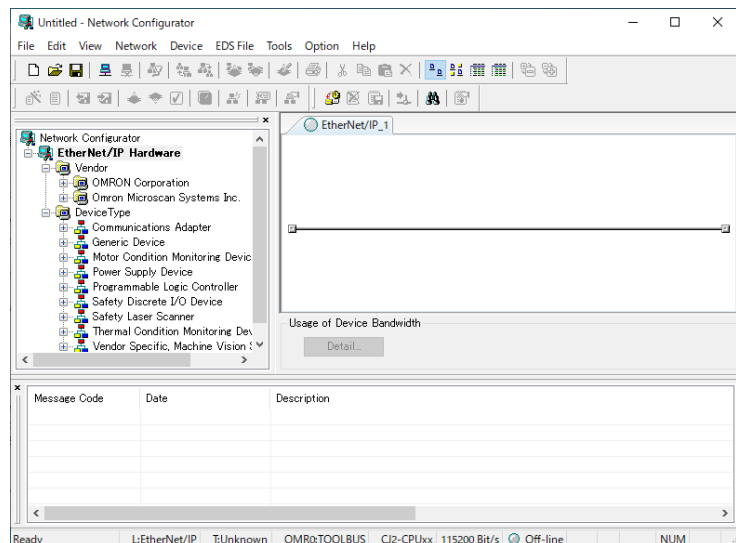 Untitled - Network Configurator
File Edit View Network Device EDS File Tools Option Help
Network Configurator
EtherNet/IP Hardware
Vendor
OMRON Corporation
Omron Microscan Systems Inc.
DeviceType
Communications Adapter
Generic Device
Motor Condition Monitoring Devic
Power Supply Device
Programmable Logic Controller
Safety Discrete I/O Device
Safety Laser Scanner
Thermal Condition Monitoring Dev
Vendor Specific, Machine Vision S
EtherNet/IP_1
Usage of Device Bandwidth
Detail...
Message Code Date Description
Ready L:EtherNet/IP T:Unknown OMR0:TOOLBUS CJ2-CPUxx 115200 Bit/s Off-line NUM